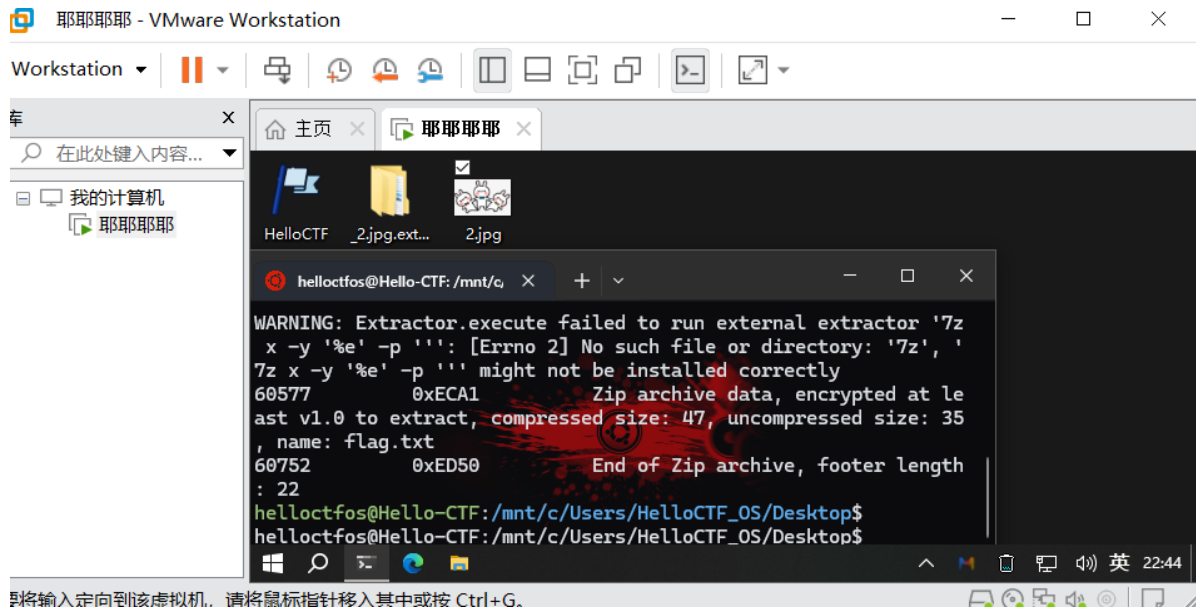 耶耶耶耶 - VMware Workstation
Workstation
库
主页
耶耶耶耶
在此处键入内容...
我的计算机
耶耶耶耶
HelloCTF
_2.jpg.ext...
2.jpg
helloctfos@Hello-CTF: /mnt/c/
WARNING: Extractor.execute failed to run external extractor '7z
x -y '%e' -p ''': [Errno 2] No such file or directory: '7z', '
7z x -y '%e' -p ''' might not be installed correctly
60577 0xECA1 Zip archive data, encrypted at le
ast v1.0 to extract, compressed size: 47, uncompressed size: 35
, name: flag.txt
60752 0xED50 End of Zip archive, footer length
: 22
helloctfos@Hello-CTF:/mnt/c/Users/HelloCTF_OS/Desktop$
helloctfos@Hello-CTF:/mnt/c/Users/HelloCTF_OS/Desktop$
英 22:44
要将输入定向到该虚拟机，请将鼠标指针移入其中或按 Ctrl+G。